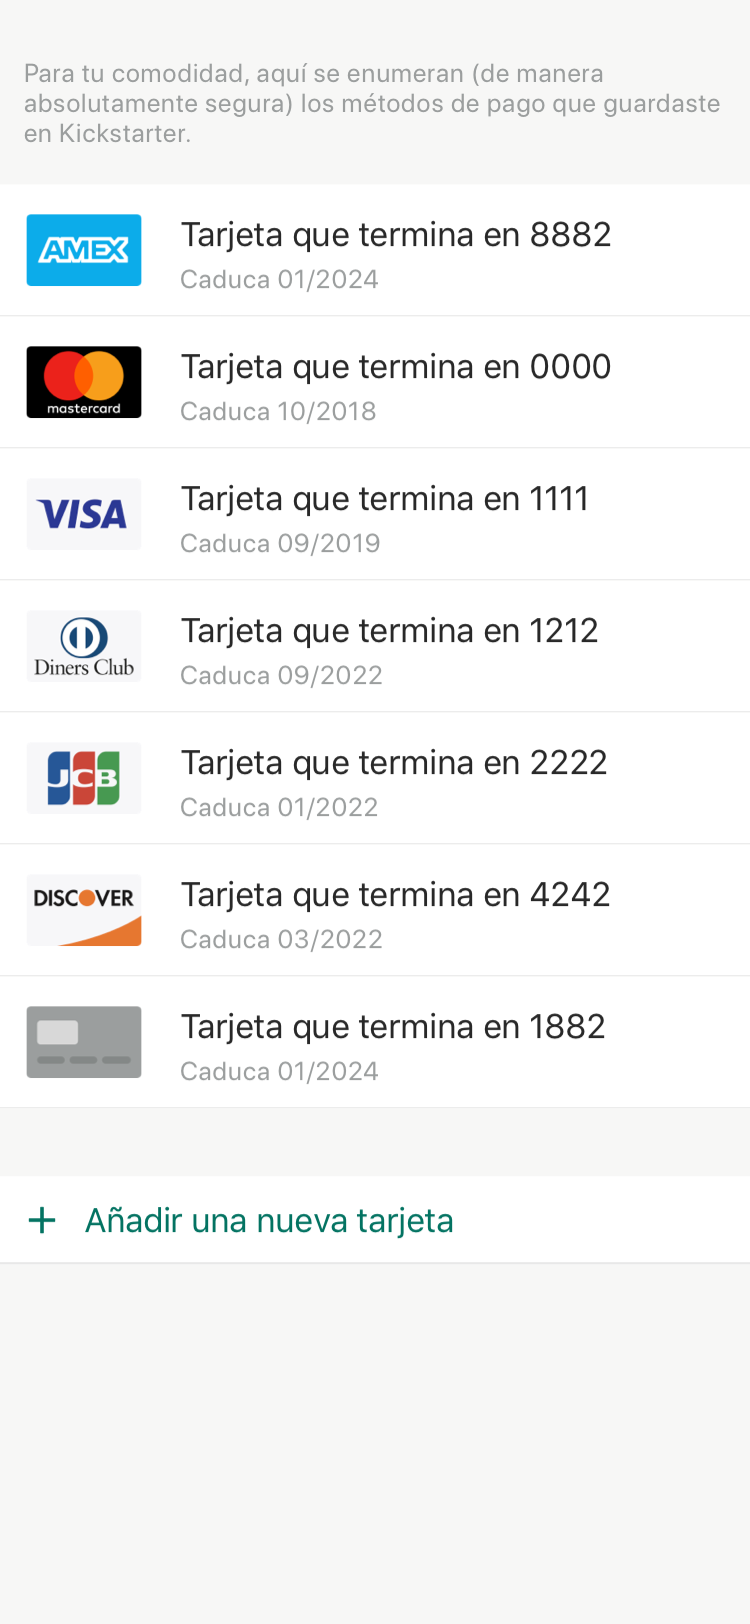 Para tu comodidad, aquí se enumeran (de manera
absolutamente segura) los métodos de pago que guardaste
en Kickstarter.
AMEX
Tarjeta que termina en 8882
Caduca 01/2024
mastercard
Tarjeta que termina en 0000
Caduca 10/2018
VISA
Tarjeta que termina en 1111
Caduca 09/2019
Diners Club
Tarjeta que termina en 1212
Caduca 09/2022
JCB
Tarjeta que termina en 2222
Caduca 01/2022
DISCOVER
Tarjeta que termina en 4242
Caduca 03/2022
Tarjeta que termina en 1882
Caduca 01/2024
+ Añadir una nueva tarjeta